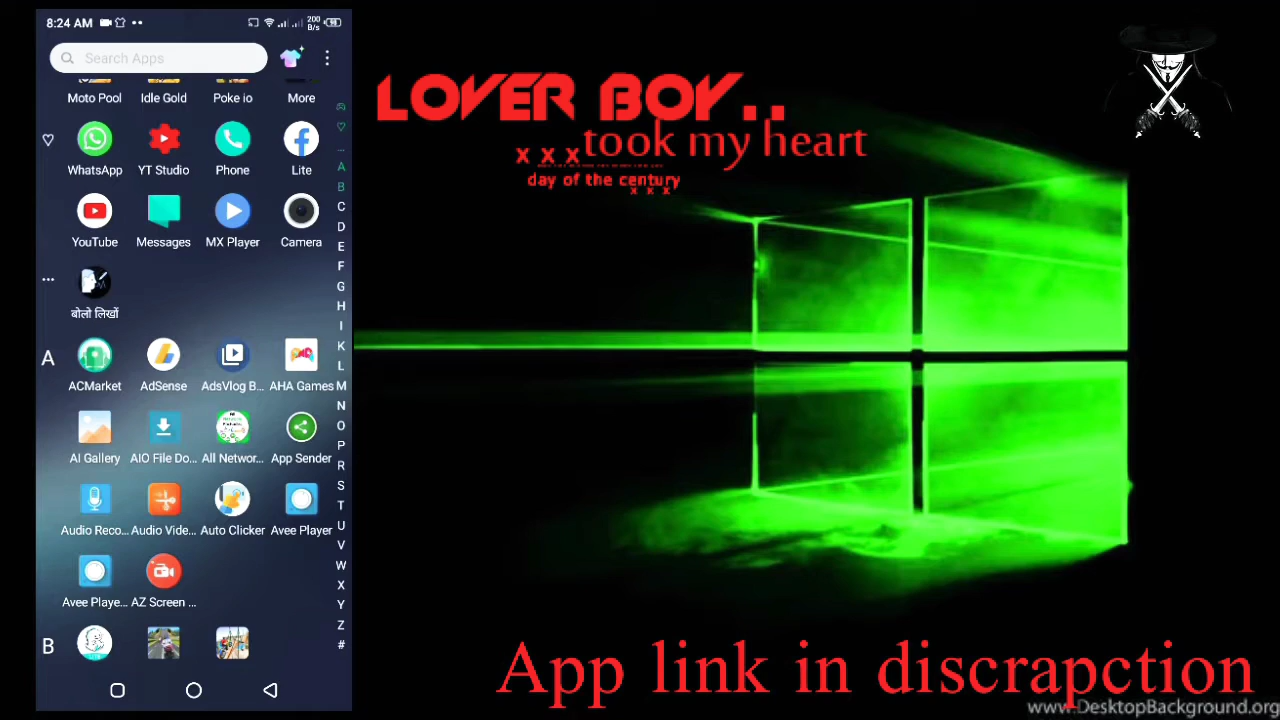 8:24 AM
200 B/s
Search Apps
Moto Pool Idle Gold Poke io More
WhatsApp YT Studio Phone Lite
YouTube Messages MX Player Camera
बोलो लिखों
A
ACMarket AdSense AdsVlog B... AHA Games
AI Gallery AIO File Do... All Networ... App Sender
Audio Reco... Audio Vide... Auto Clicker Avee Player
Avee Playe... AZ Screen ...
B
A
B
C
D
E
F
G
H
I
K
L
M
N
O
P
R
S
T
U
V
W
X
Y
Z
#
LOVER BOY..
xxx took my heart
day of the century
x x x
App link in discrapction
www.DesktopBackground.org